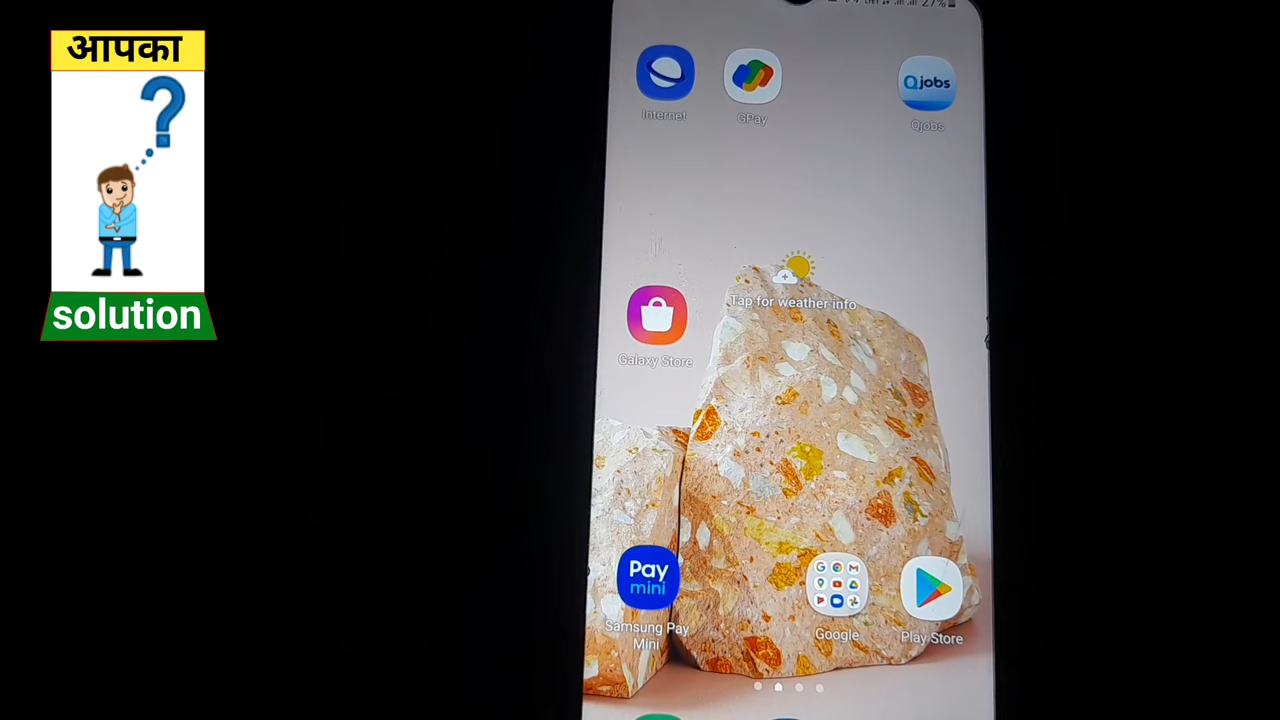 आपका
solution
27%
Internet
GPay
Qjobs
Qjobs
Tap for weather info
Galaxy Store
Pay
mini
Samsung Pay
Mini
Google
Play Store